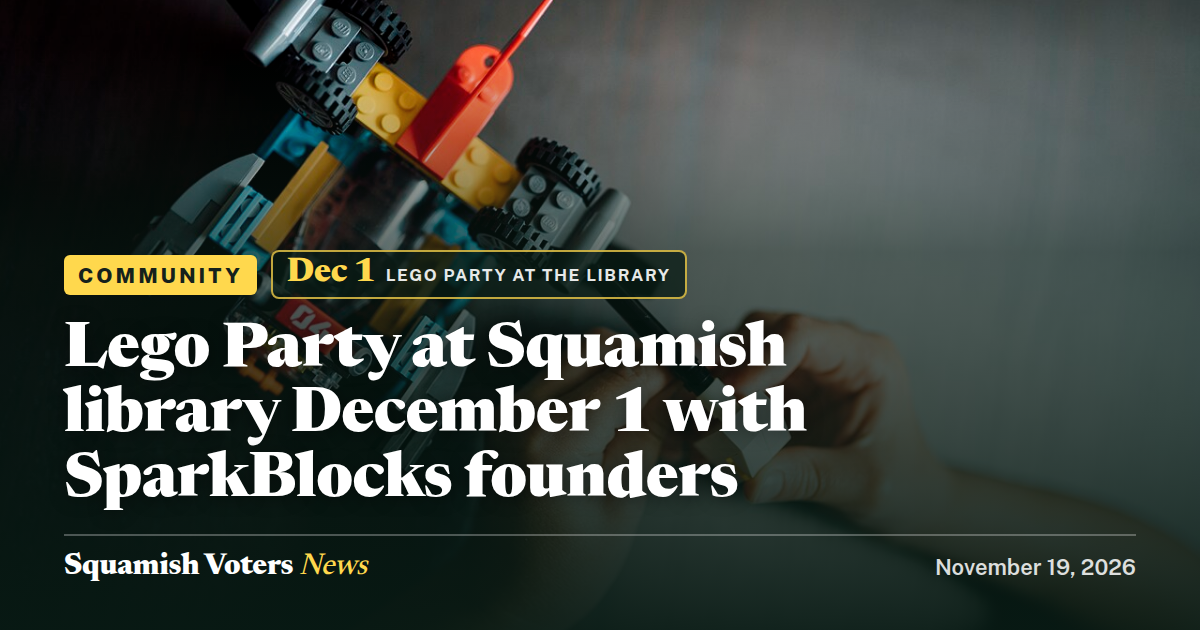 COMMUNITY
Dec 1 LEGO PARTY AT THE LIBRARY
04
Lego Party at Squamish
library December 1 with
SparkBlocks founders
Squamish Voters News
November 19, 2026